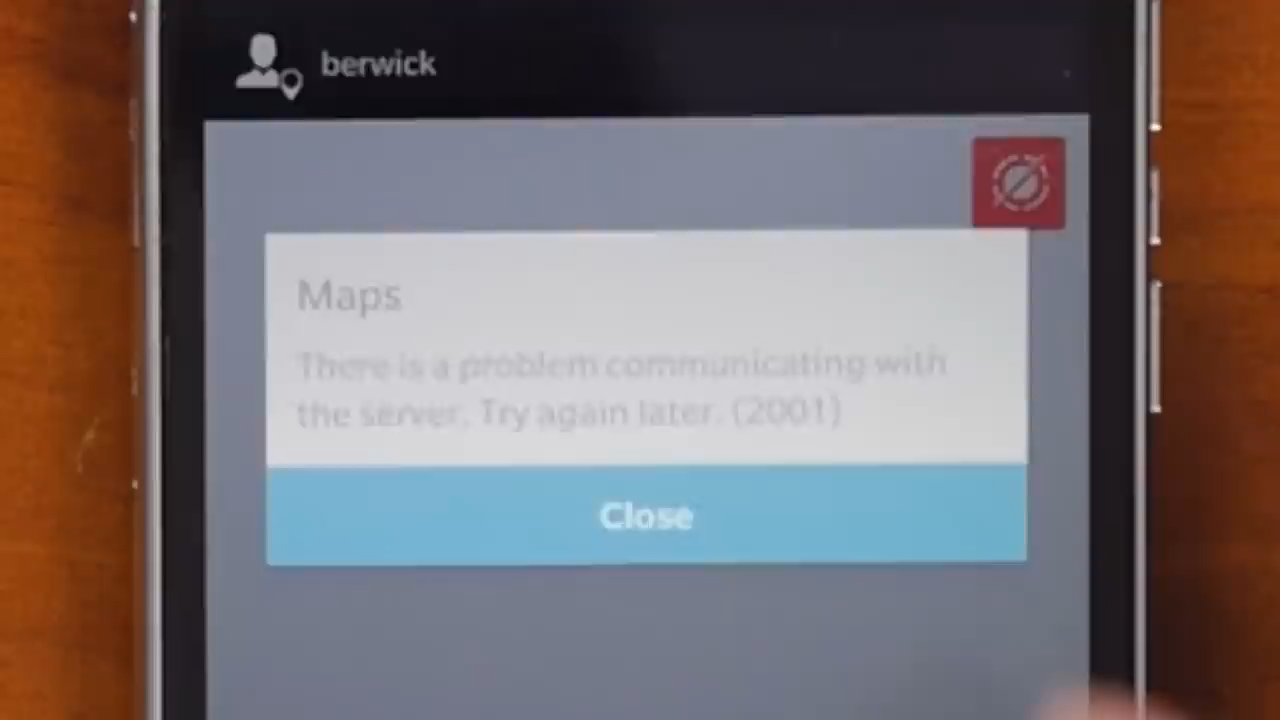 berwick
Maps
There is a problem communicating with
the server. Try again later. (2001)
Close